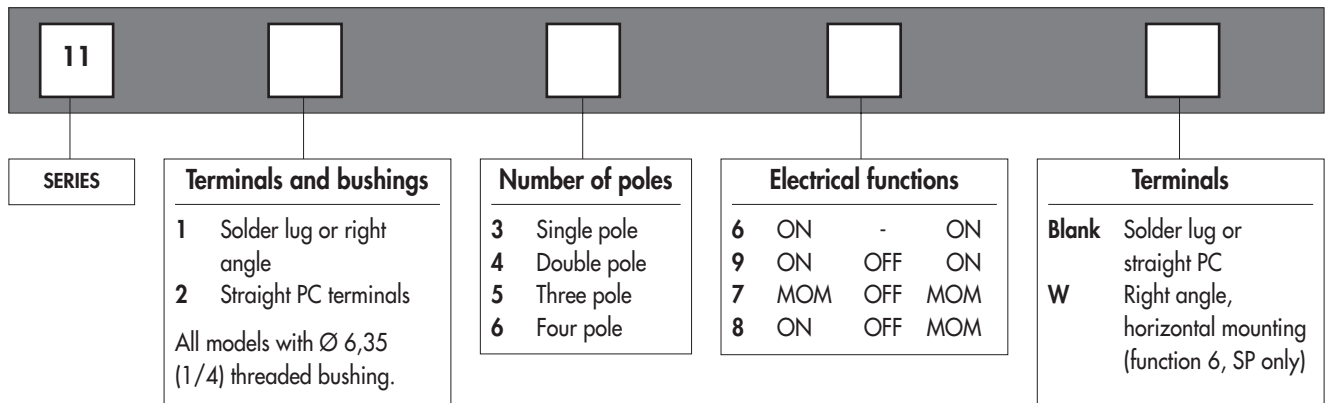 11
SERIES
Terminals and bushings
1 Solder lug or right
angle
2 Straight PC terminals
All models with Ø 6,35
(1/4) threaded bushing.
Number of poles
3 Single pole
4 Double pole
5 Three pole
6 Four pole
Electrical functions
6 ON - ON
9 ON OFF ON
7 MOM OFF MOM
8 ON OFF MOM
Terminals
Blank Solder lug or
straight PC
W Right angle,
horizontal mounting
(function 6, SP only)